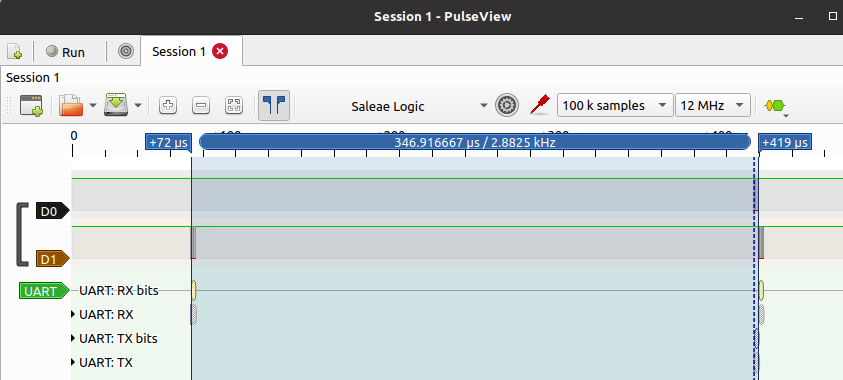 Session 1 - PulseView
Run
Session 1
Session 1
Saleae Logic
100 k samples
12 MHz
0
+72 µs
346.916667 µs / 2.8825 kHz
+419 µs
D0
D1
UART
UART: RX bits
UART: RX
UART: TX bits
UART: TX